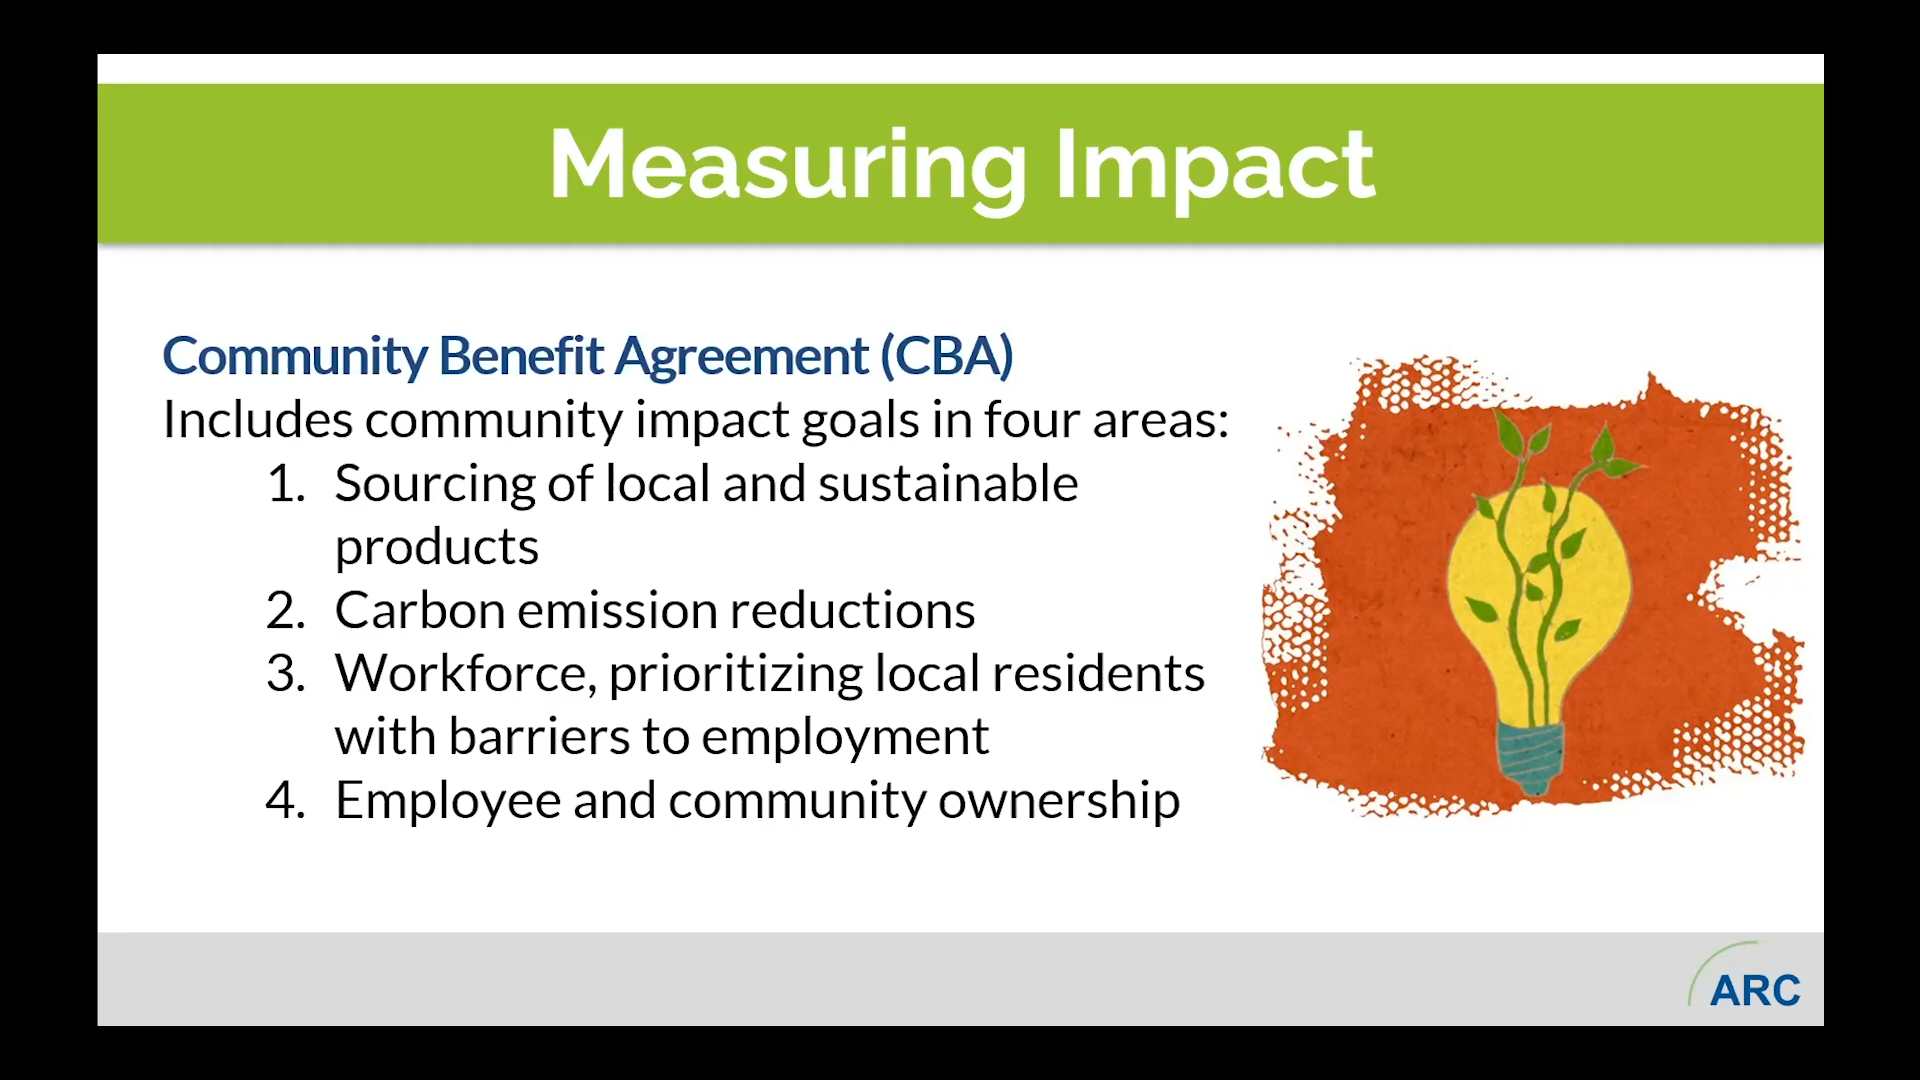 Measuring Impact
Community Benefit Agreement (CBA)
Includes community impact goals in four areas:
1. Sourcing of local and sustainable
products
2. Carbon emission reductions
3. Workforce, prioritizing local residents
with barriers to employment
4. Employee and community ownership
ARC